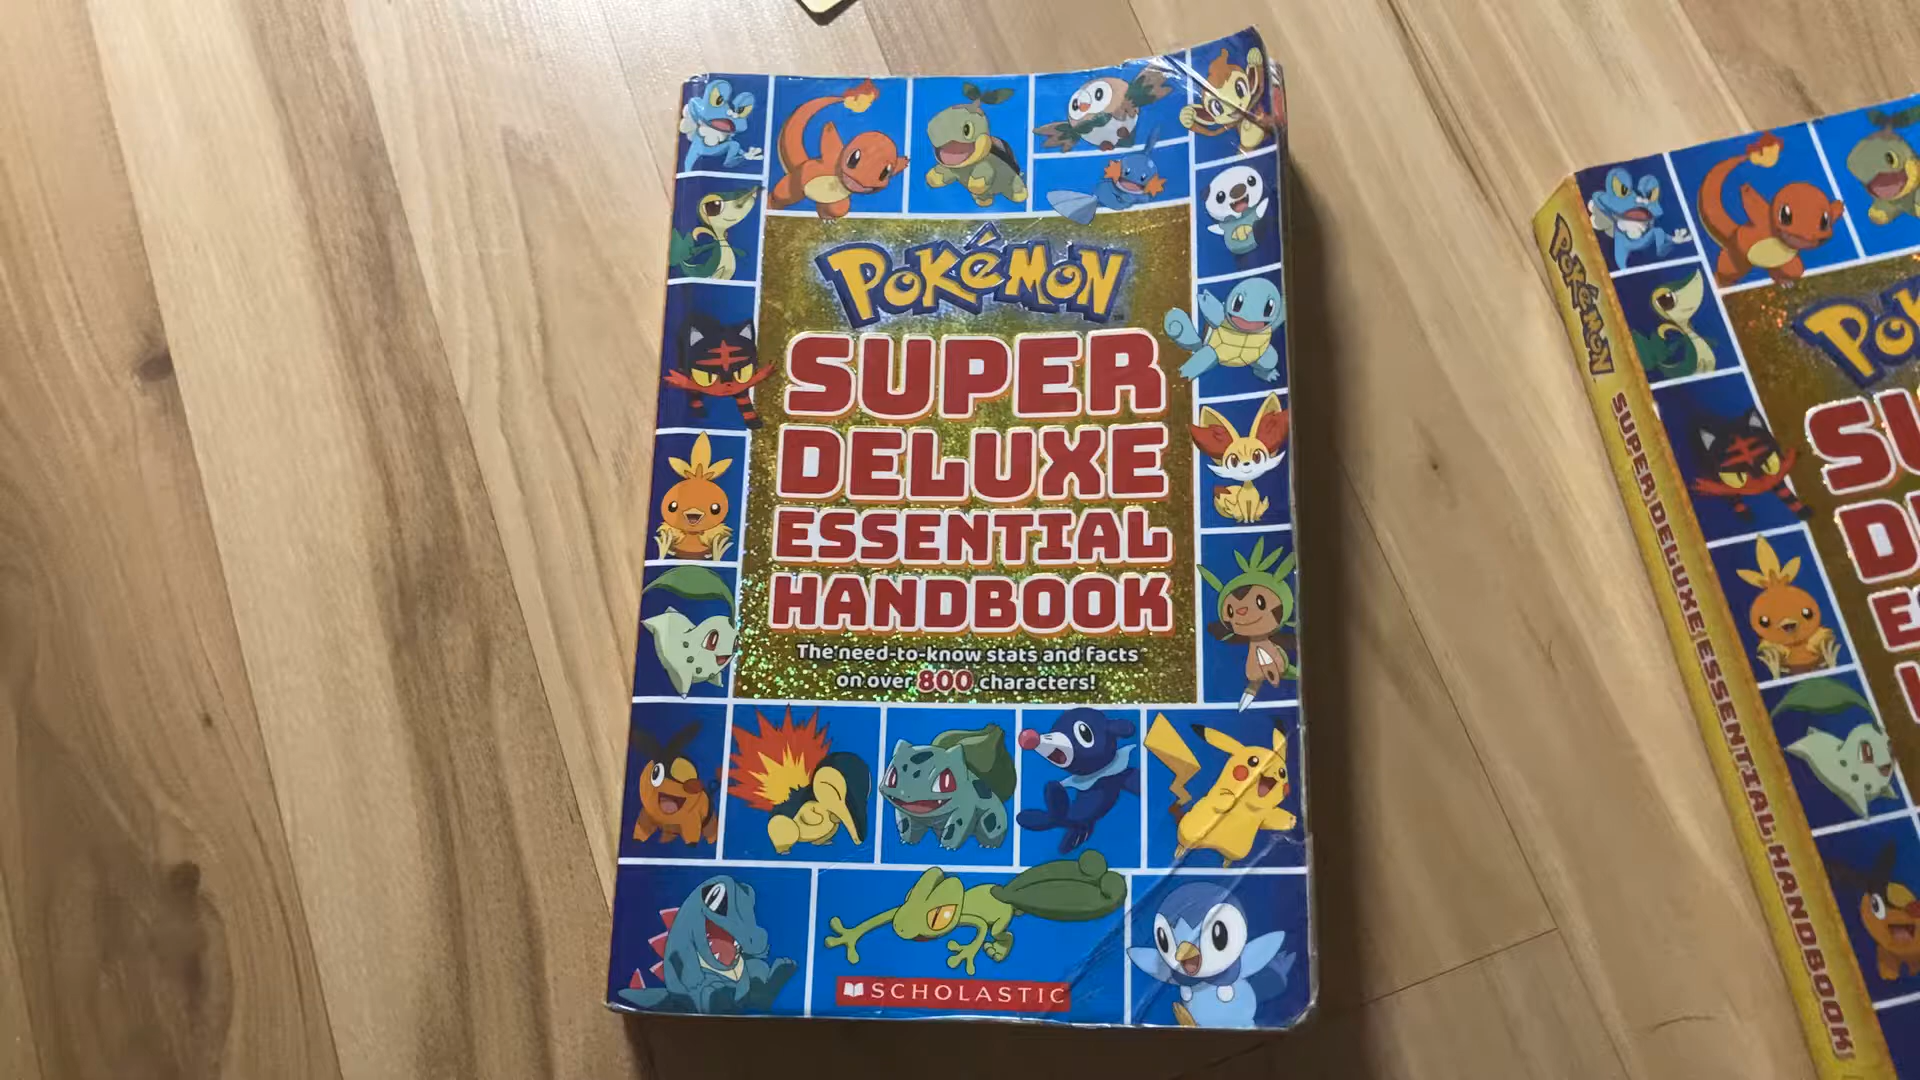 POKéMON
SUPER
DELUXE
ESSENTIAL
HANDBOOK
The need-to-know stats and facts
on over 800 characters!
SCHOLASTIC
POKéMON
SUPER DELUXE ESSENTIAL HANDBOOK